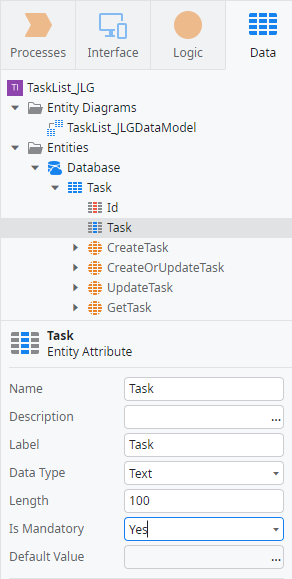 Processes Interface Logic Data
TI TaskList_JLG
Entity Diagrams
TaskList_JLGDataModel
Entities
Database
Task
Id
Task
CreateTask
CreateOrUpdateTask
UpdateTask
GetTask
Task
Entity Attribute
Name Task
Description ...
Label Task
Data Type Text
Length 100
Is Mandatory Yes
Default Value ...